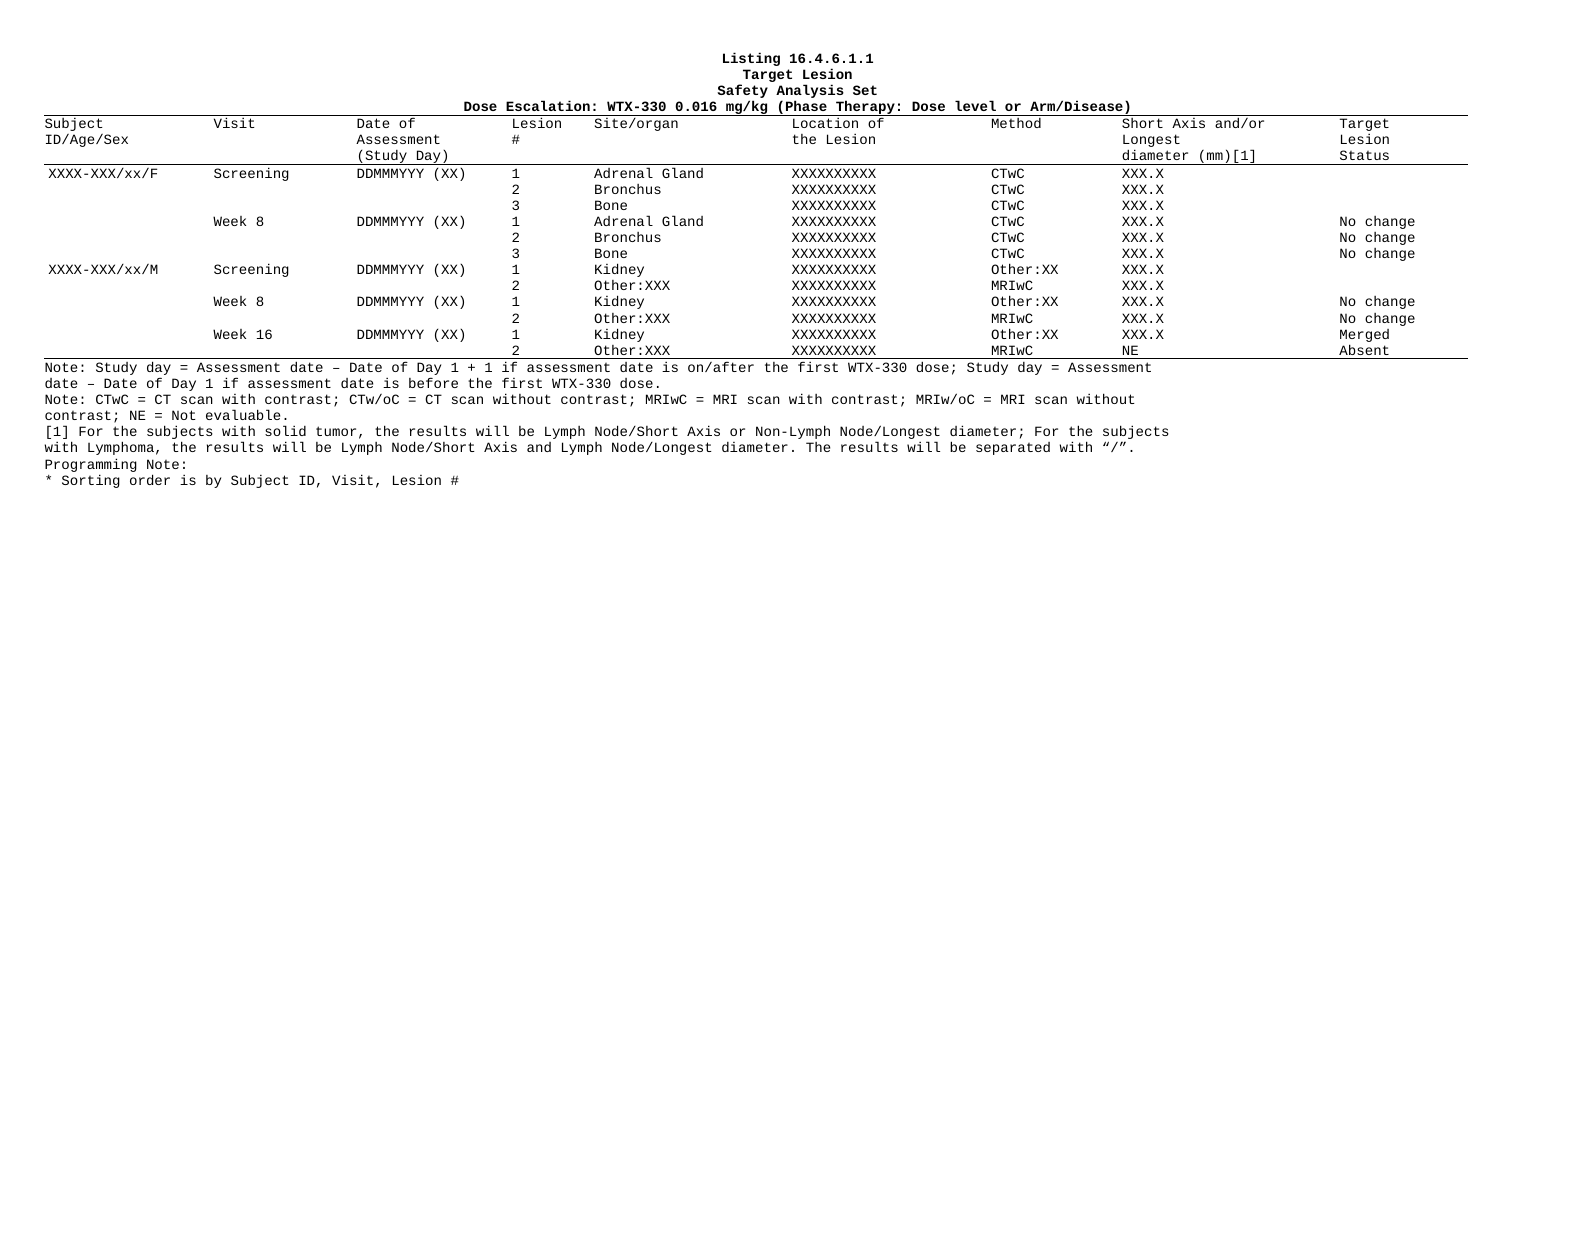 Listing 16.4.6.1.1
Target Lesion
Safety Analysis Set
Dose Escalation: WTX-330 0.016 mg/kg (Phase Therapy: Dose level or Arm/Disease)
Subject Visit Date of Lesion Site/organ Location of Method Short Axis and/or Target
ID/Age/Sex Assessment # the Lesion Longest Lesion
(Study Day) diameter (mm)[1] Status
XXXX-XXX/xx/F Screening DDMMMYYY (XX) 1 Adrenal Gland XXXXXXXXXX CTwC XXX.X
2 Bronchus XXXXXXXXXX CTwC XXX.X
3 Bone XXXXXXXXXX CTwC XXX.X
Week 8 DDMMMYYY (XX) 1 Adrenal Gland XXXXXXXXXX CTwC XXX.X No change
2 Bronchus XXXXXXXXXX CTwC XXX.X No change
3 Bone XXXXXXXXXX CTwC XXX.X No change
XXXX-XXX/xx/M Screening DDMMMYYY (XX) 1 Kidney XXXXXXXXXX Other:XX XXX.X
2 Other:XXX XXXXXXXXXX MRIwC XXX.X
Week 8 DDMMMYYY (XX) 1 Kidney XXXXXXXXXX Other:XX XXX.X No change
2 Other:XXX XXXXXXXXXX MRIwC XXX.X No change
Week 16 DDMMMYYY (XX) 1 Kidney XXXXXXXXXX Other:XX XXX.X Merged
2 Other:XXX XXXXXXXXXX MRIwC NE Absent
Note: Study day = Assessment date – Date of Day 1 + 1 if assessment date is on/after the first WTX-330 dose; Study day = Assessment
date – Date of Day 1 if assessment date is before the first WTX-330 dose.
Note: CTwC = CT scan with contrast; CTw/oC = CT scan without contrast; MRIwC = MRI scan with contrast; MRIw/oC = MRI scan without
contrast; NE = Not evaluable.
[1] For the subjects with solid tumor, the results will be Lymph Node/Short Axis or Non-Lymph Node/Longest diameter; For the subjects
with Lymphoma, the results will be Lymph Node/Short Axis and Lymph Node/Longest diameter. The results will be separated with “/”.
Programming Note:
* Sorting order is by Subject ID, Visit, Lesion #